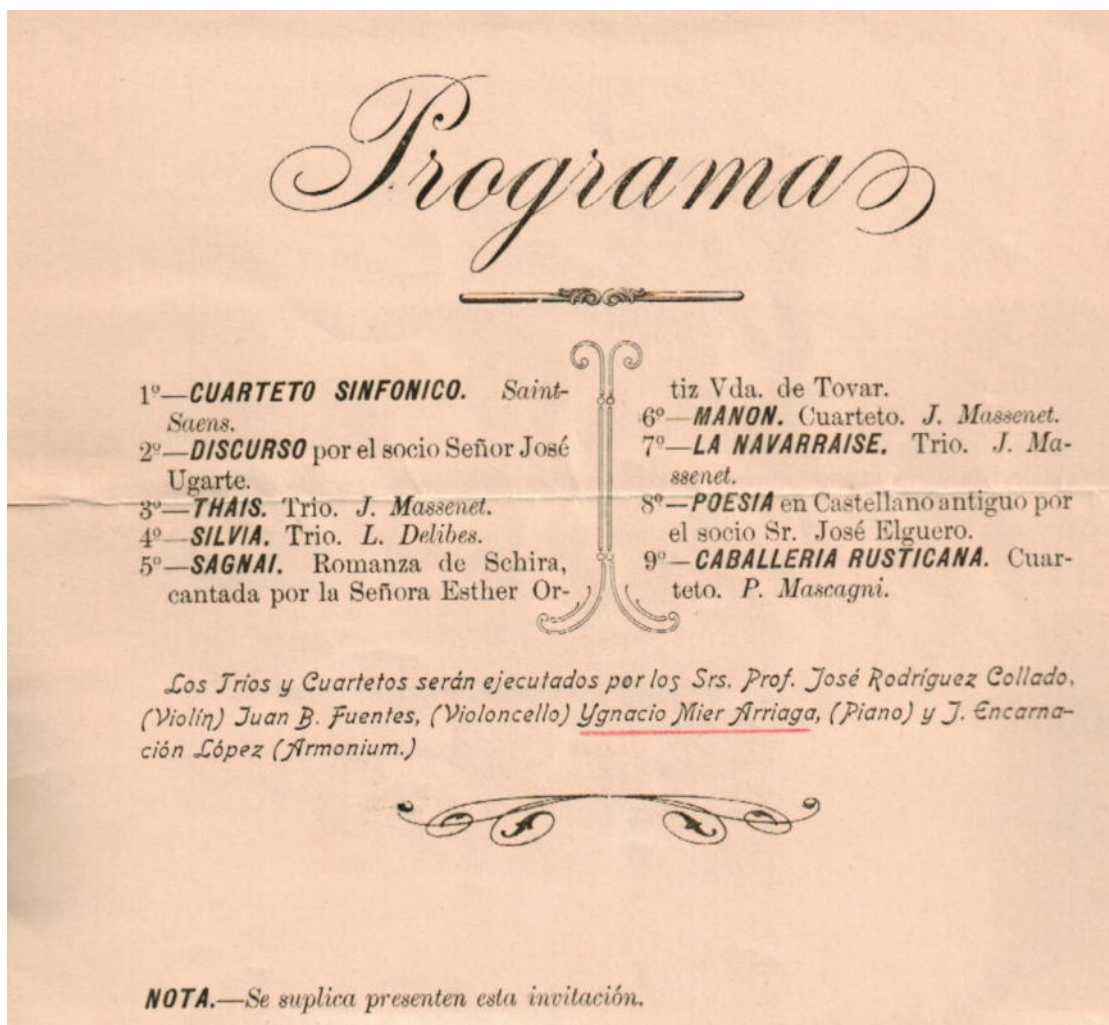 Programa
1º—CUARTETO SINFONICO. Saint-
Saens.
2º—DISCURSO por el socio Señor José
Ugarte.
3º—THAIS. Trio. J. Massenet.
4º—SILVIA. Trio. L. Delibes.
5º—SAGNAI. Romanza de Schira,
cantada por la Señora Esther Or-
tiz Vda. de Tovar.
6º—MANON. Cuarteto. J. Massenet.
7º—LA NAVARRAISE. Trio. J. Ma-
ssenet.
8º—POESIA en Castellano antiguo por
el socio Sr. José Elguero.
9º—CABALLERIA RUSTICANA. Cuar-
teto. P. Mascagni.
Los Tríos y Cuartetos serán ejecutados por los Srs. Prof. José Rodríguez Collado,
(Violín) Juan B. Fuentes, (Violoncello) Ygnacio Mier Arriaga, (Piano) y J. Encarna-
ción López (Armonium.)
NOTA.—Se suplica presenten esta invitación.